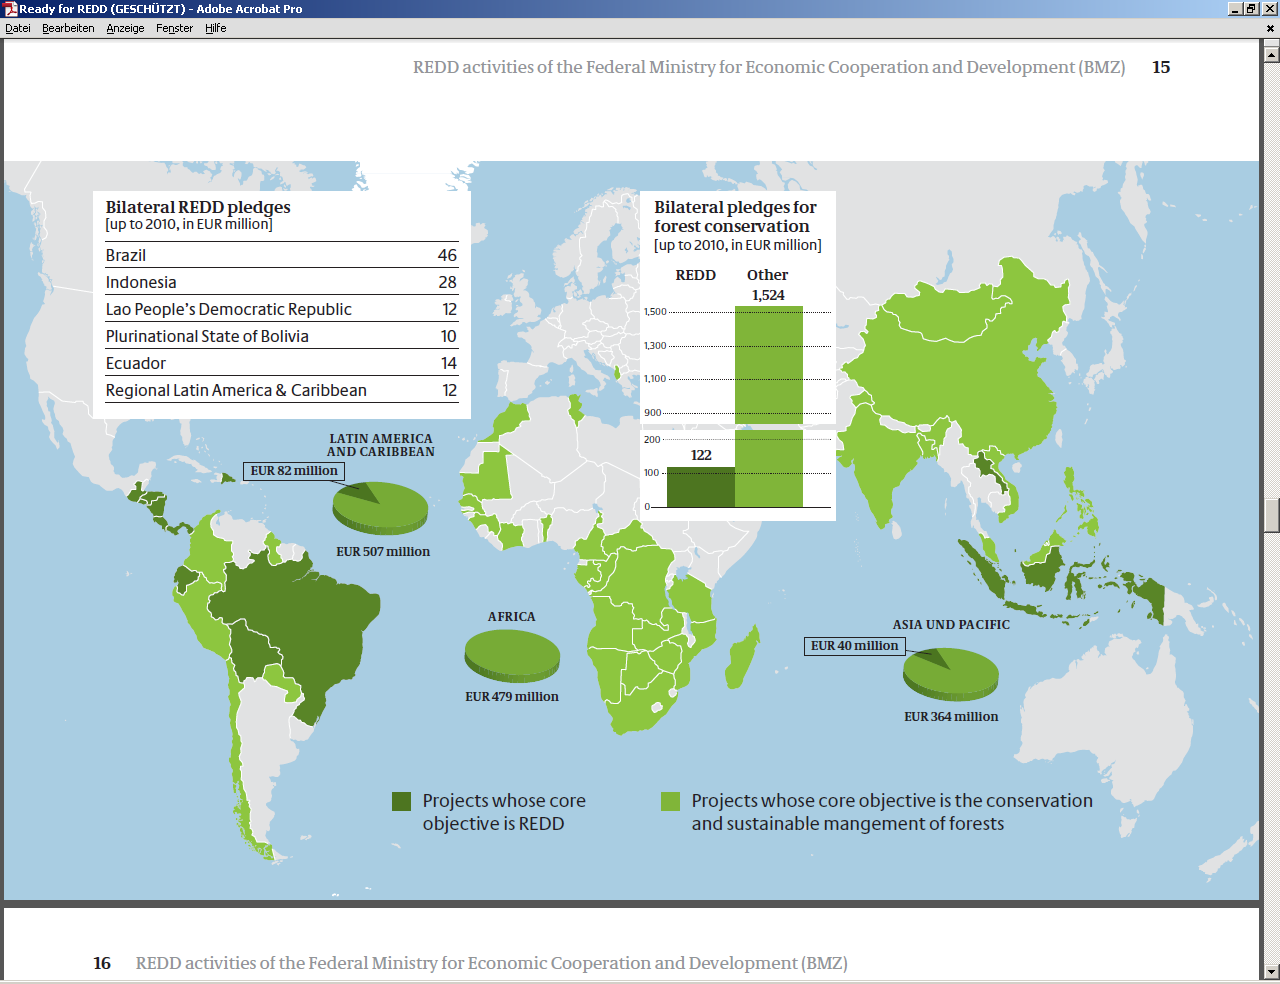 Ready for REDD (GESCHÜTZT) - Adobe Acrobat Pro
Datei Bearbeiten Anzeige Fenster Hilfe
REDD activities of the Federal Ministry for Economic Cooperation and Development (BMZ) 15
Bilateral REDD pledges
[up to 2010, in EUR million]
Brazil 46
Indonesia 28
Lao People's Democratic Republic 12
Plurinational State of Bolivia 10
Ecuador 14
Regional Latin America & Caribbean 12
Bilateral pledges for
forest conservation
[up to 2010, in EUR million]
REDD Other
1,524
1,500
1,300
1,100
900
200
122
100
0
LATIN AMERICA
AND CARIBBEAN
EUR 82 million
EUR 507 million
AFRICA
EUR 479 million
ASIA UND PACIFIC
EUR 40 million
EUR 364 million
Projects whose core
objective is REDD
Projects whose core objective is the conservation
and sustainable mangement of forests
16 REDD activities of the Federal Ministry for Economic Cooperation and Development (BMZ)